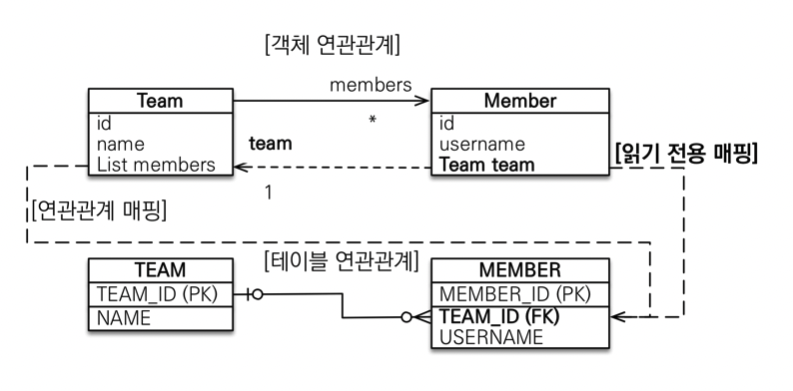 [객체 연관관계]
members
Team
Member
*
id
name
List members
team
1
id
username
Team team
[읽기 전용 매핑]
[연관관계 매핑]
[테이블 연관관계]
TEAM
TEAM_ID (PK)
NAME
MEMBER
MEMBER_ID (PK)
TEAM_ID (FK)
USERNAME